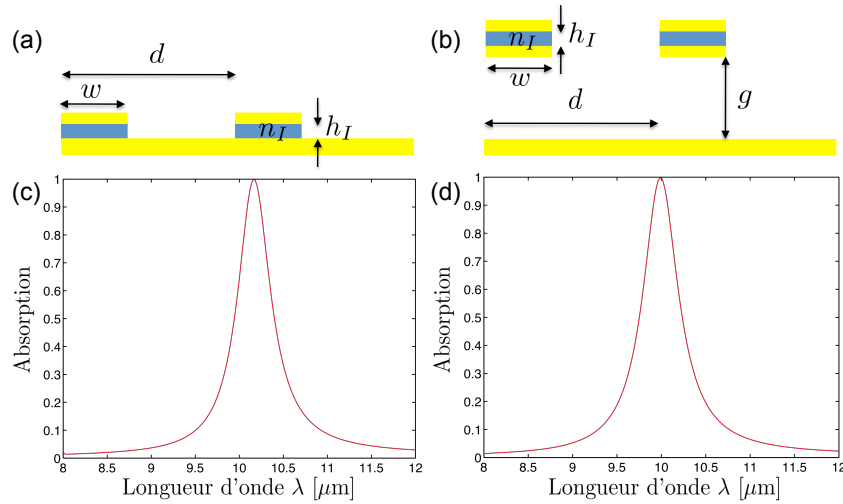 (a)
d
w
n_I
h_I
(b)
n_I
h_I
w
d
g
(c)
1
0.9
0.8
0.7
0.6
0.5
0.4
0.3
0.2
0.1
0
Absorption
8
8.5
9
9.5
10
10.5
11
11.5
12
Longueur d'onde λ [μm]
(d)
1
0.9
0.8
0.7
0.6
0.5
0.4
0.3
0.2
0.1
0
Absorption
8
8.5
9
9.5
10
10.5
11
11.5
12
Longueur d'onde λ [μm]